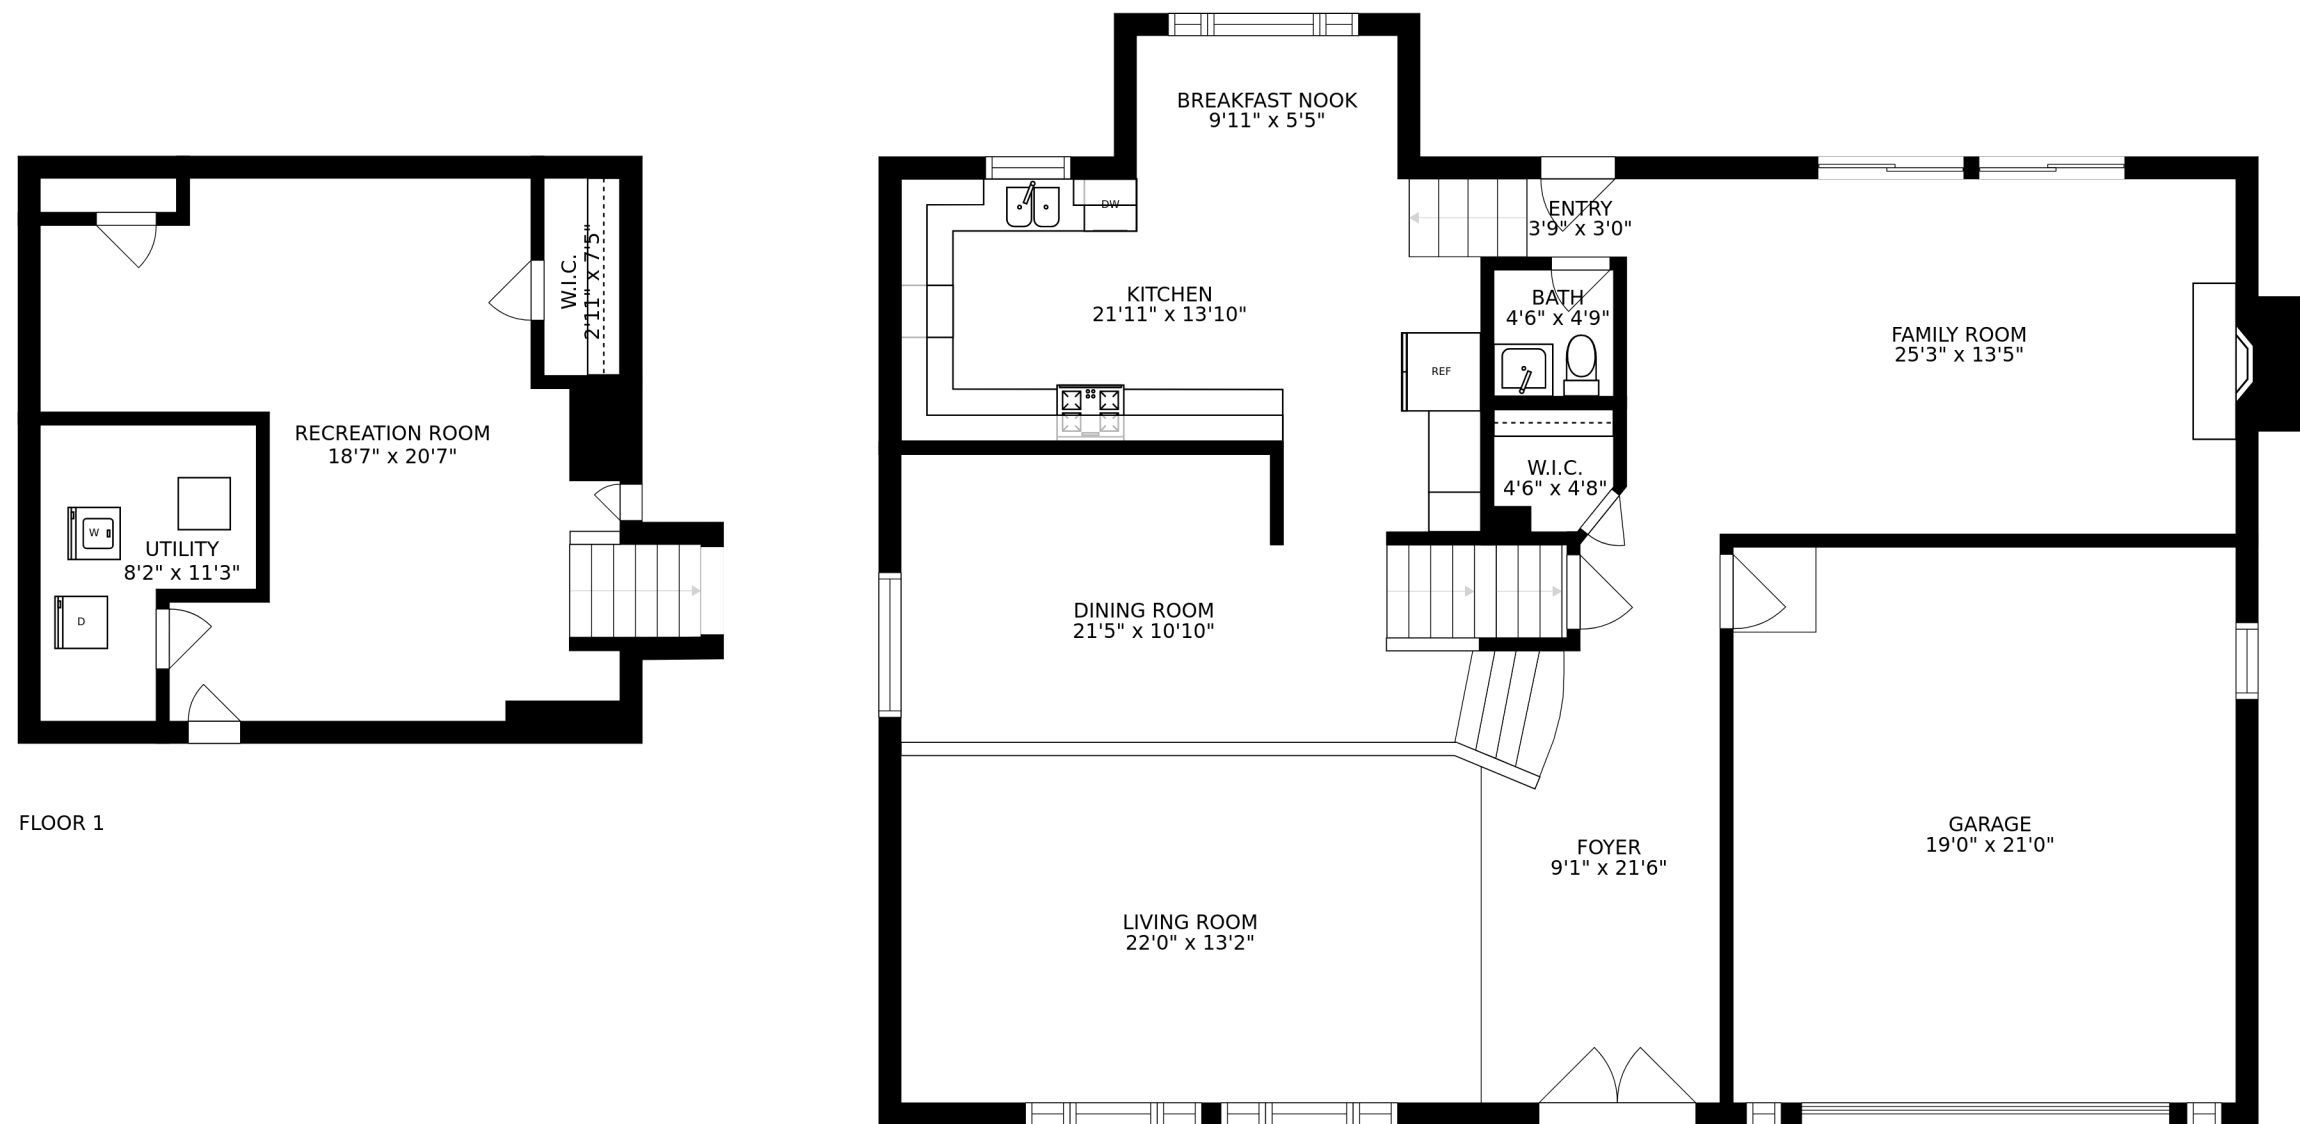 BREAKFAST NOOK
9'11" x 5'5"
DW
ENTRY
3'9" x 3'0"
KITCHEN
21'11" x 13'10"
BATH
4'6" x 4'9"
REF
FAMILY ROOM
25'3" x 13'5"
W.I.C.
4'6" x 4'8"
W.I.C.
2'11" x 7'5"
RECREATION ROOM
18'7" x 20'7"
W
UTILITY
8'2" x 11'3"
D
DINING ROOM
21'5" x 10'10"
FLOOR 1
GARAGE
19'0" x 21'0"
FOYER
9'1" x 21'6"
LIVING ROOM
22'0" x 13'2"